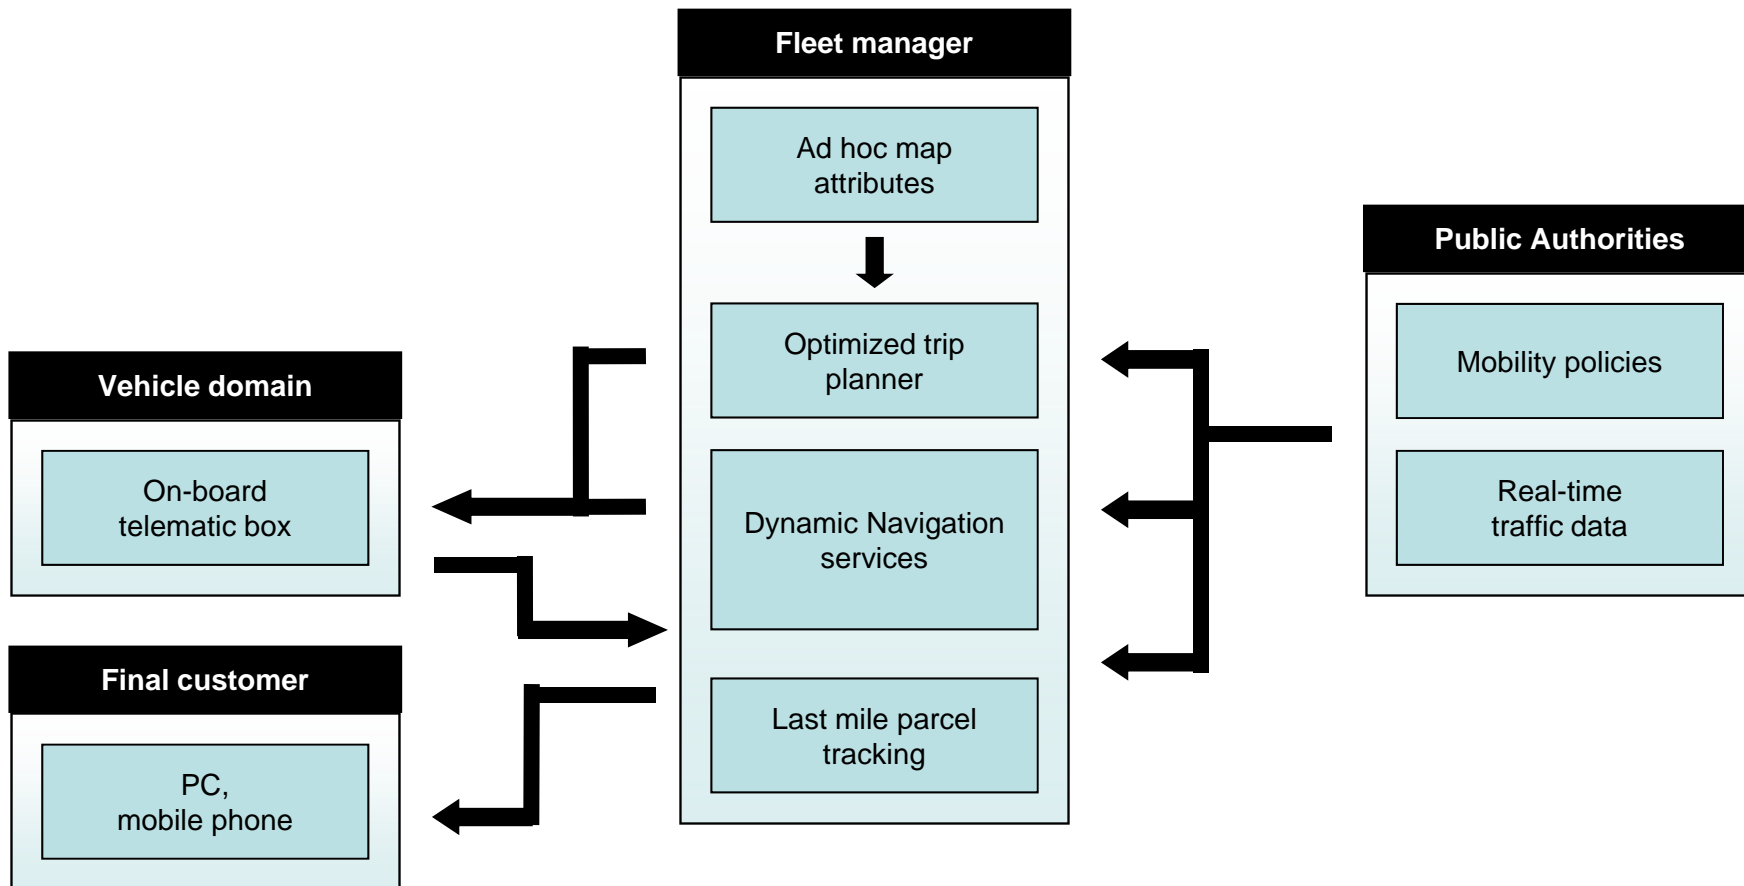 Fleet manager
Ad hoc map
attributes
Optimized trip
planner
Dynamic Navigation
services
Last mile parcel
tracking
Vehicle domain
On-board
telematic box
Final customer
PC,
mobile phone
Public Authorities
Mobility policies
Real-time
traffic data